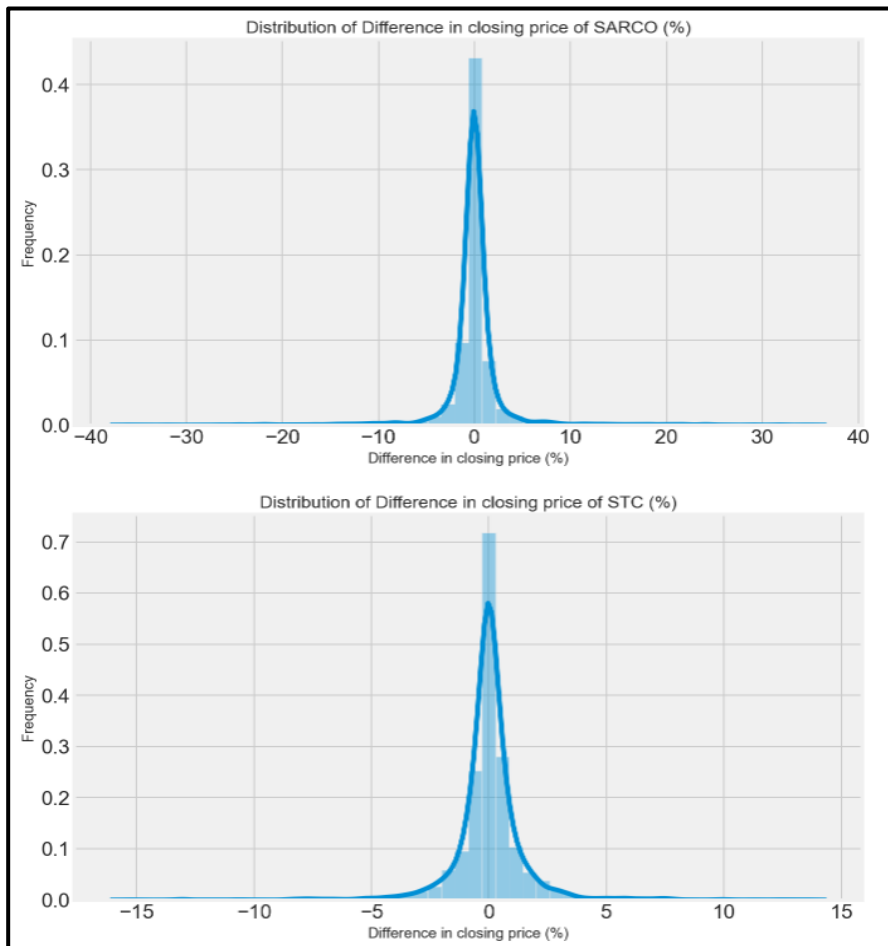 Distribution of Difference in closing price of SARCO (%)
0.4
0.3
0.2
0.1
0.0
Frequency
−40 −30 −20 −10 0 10 20 30 40
Difference in closing price (%)
Distribution of Difference in closing price of STC (%)
0.7
0.6
0.5
0.4
0.3
0.2
0.1
0.0
Frequency
−15 −10 −5 0 5 10 15
Difference in closing price (%)